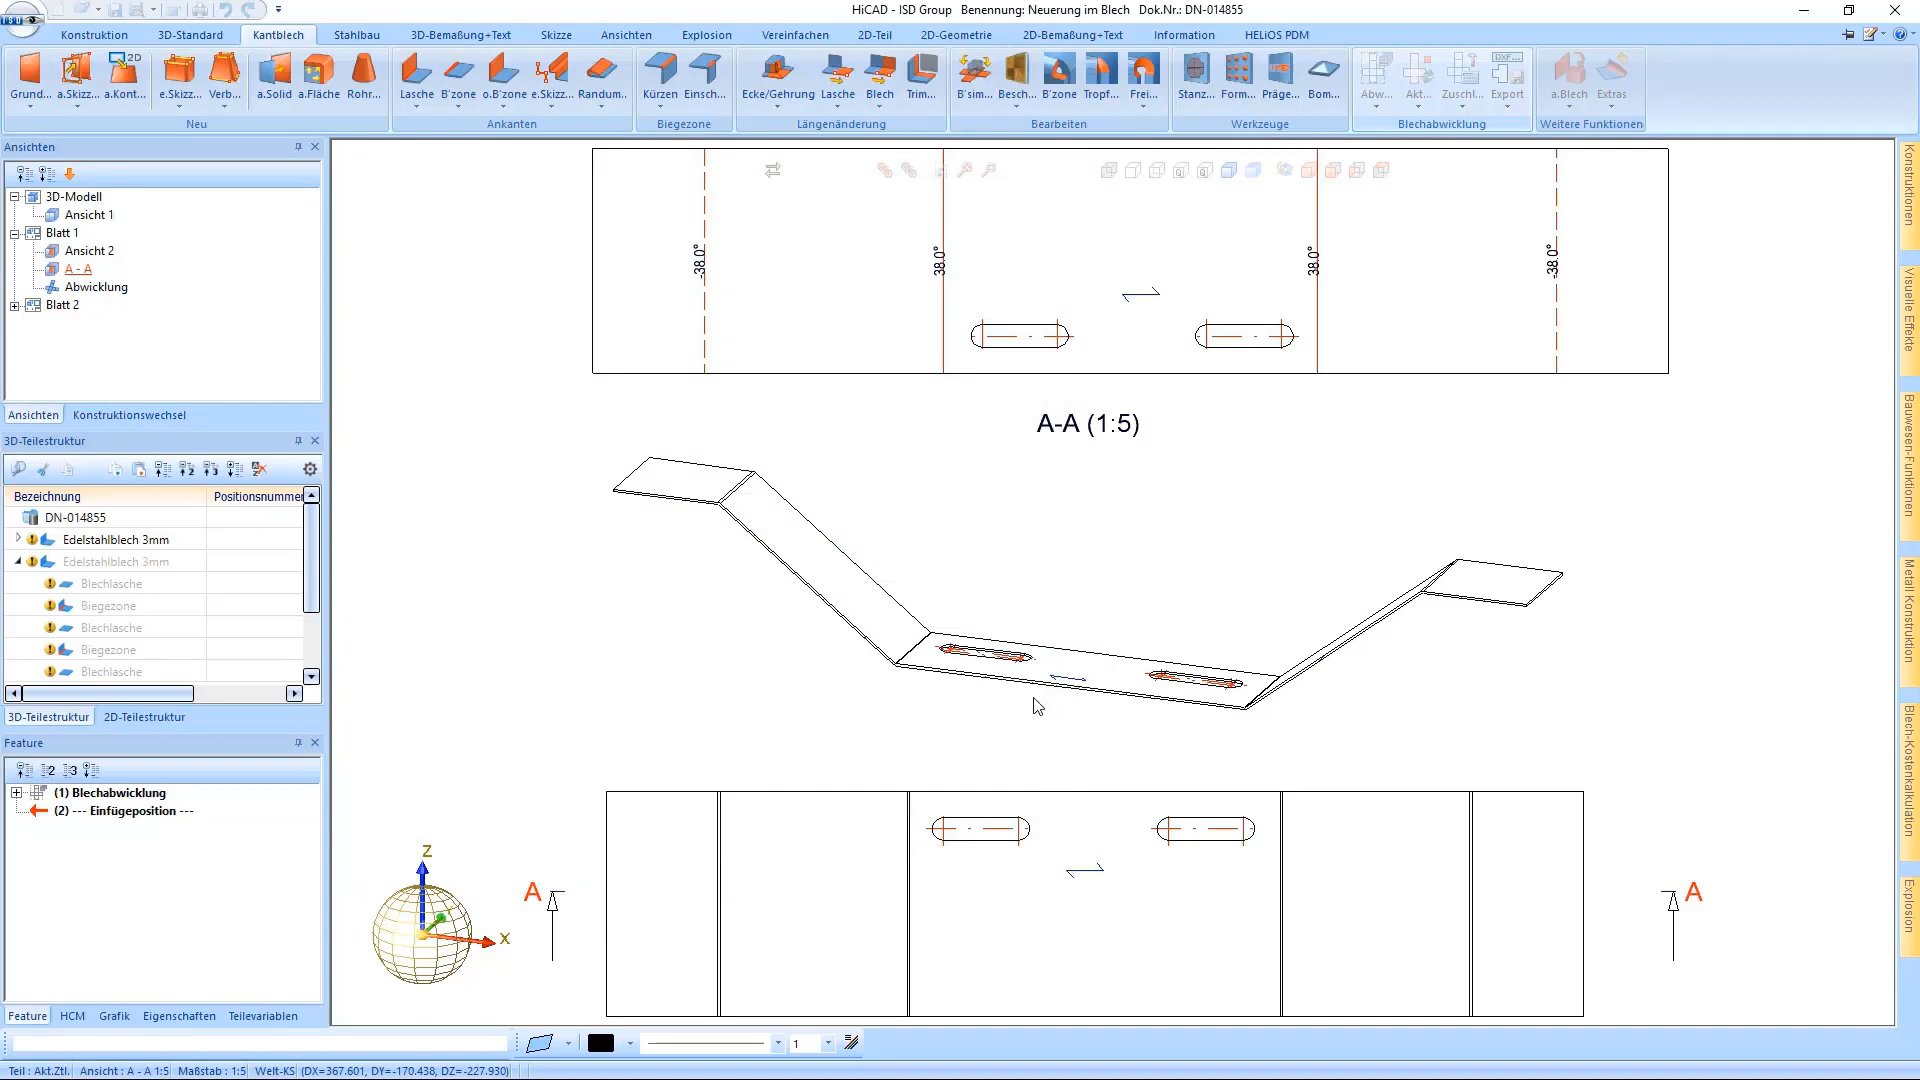 HiCAD - ISD Group   Benennung: Neuerung im Blech   Dok.Nr.: DN-014855
ISD
Konstruktion 3D-Standard Kantblech Stahlbau 3D-Bemaßung+Text Skizze Ansichten Explosion Vereinfachen 2D-Teil 2D-Geometrie 2D-Bemaßung+Text Information HELiOS PDM
2D
DXF...
Grund... a.Skizz... a.Kont... e.Skizz... Verb... a.Solid a.Fläche Rohr... Lasche B'zone o.B'zone e.Skizz... Randum... Kürzen Einsch... Ecke/Gehrung Lasche Blech Trim... B'sim... Besch... B'zone Tropf... Frei... Stanz... Form... Präge... Bom... Abw... Akt... Zuschl... Export a.Blech Extras
Neu Ankanten Biegezone Längenänderung Bearbeiten Werkzeuge Blechabwicklung Weitere Funktionen
Ansichten
3D-Modell
Ansicht 1
Blatt 1
Ansicht 2
A - A
Abwicklung
Blatt 2
Ansichten Konstruktionswechsel
3D-Teilestruktur
Bezeichnung Positionsnummer
DN-014855
Edelstahlblech 3mm
Edelstahlblech 3mm
Blechlasche
Biegezone
Blechlasche
Biegezone
Blechlasche
3D-Teilestruktur 2D-Teilestruktur
Feature
2 3
(1) Blechabwicklung
(2) --- Einfügeposition ---
Feature HCM Grafik Eigenschaften Teilevariablen
-38.0° 38.0° 38.0° -38.0°
A-A (1:5)
Z
X
A A
Konstruktionen
Visuelle Effekte
Bauwesen-Funktionen
Metall Konstruktion
Blech-Kostenkalkulation
Explosion
1
Teil : Akt.Ztl. Ansicht : A - A 1:5 Maßstab : 1:5 Welt-KS (DX=367.601, DY=-170.438, DZ=-227.930)